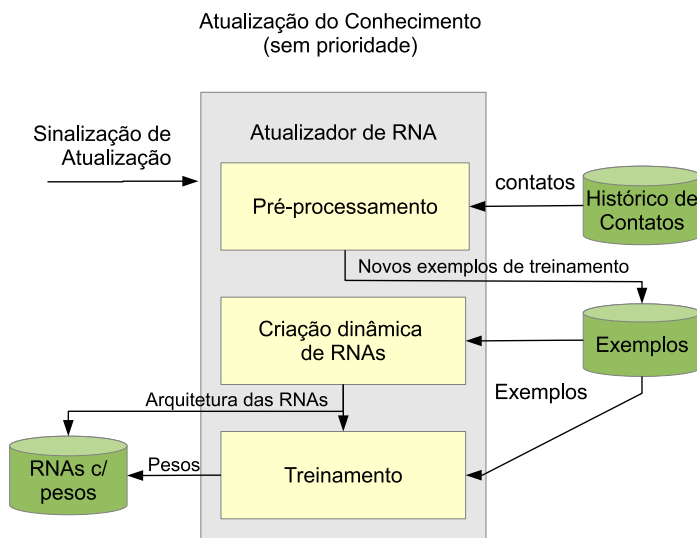 Atualização do Conhecimento
(sem prioridade)
Sinalização de
Atualização
Atualizador de RNA
Pré-processamento
contatos
Histórico de
Contatos
Novos exemplos de treinamento
Criação dinâmica
de RNAs
Exemplos
Arquitetura das RNAs
Exemplos
RNAs c/
pesos
Pesos
Treinamento